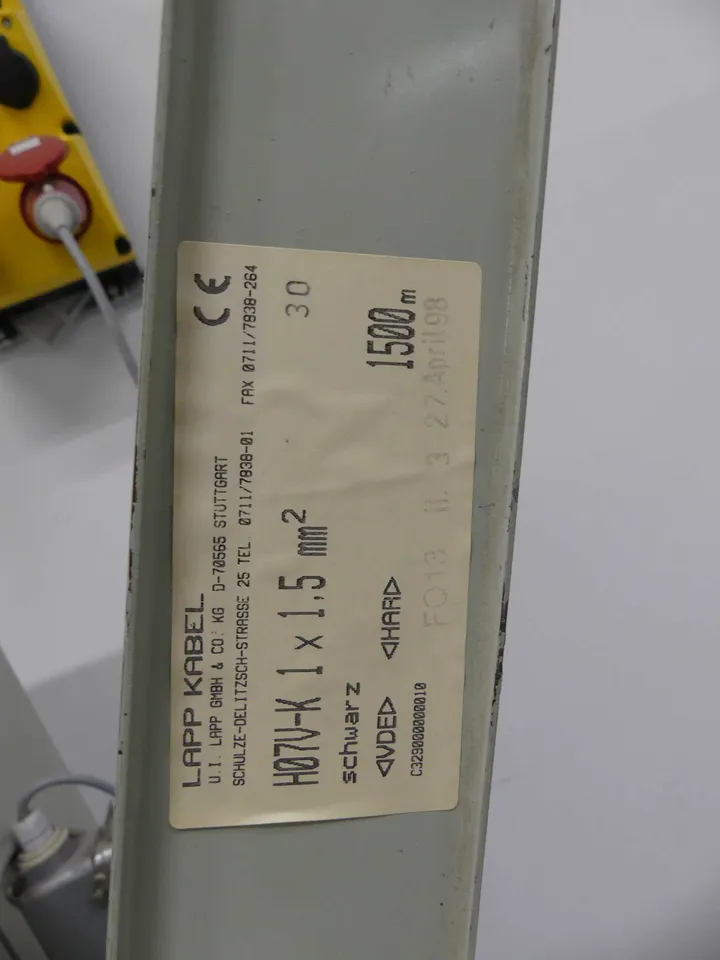 LAPP KABEL
U.I. LAPP GMBH & CO. KG D-70565 STUTTGART
SCHULZE-DELITZSCH-STRASSE 25 TEL 0711/7838-01 FAX 0711/7838-264
CE
H07V-K 1 x 1,5 mm² 30
schwarz
1500 m
◁VDE▷ ◁HAR▷
FO13 il. 3 27.April98
C329000000010